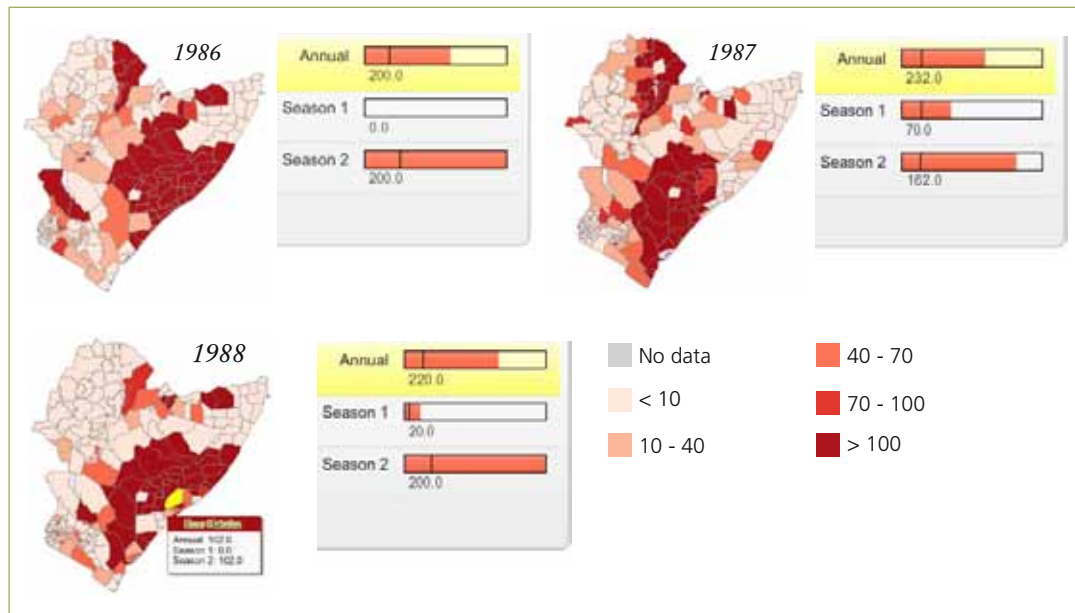 1986
Annual
200.0
Season 1
0.0
Season 2
200.0
1987
Annual
232.0
Season 1
70.0
Season 2
162.0
1988
Annual: 102.0
Season 1: 0.0
Season 2: 102.0
Annual
220.0
Season 1
20.0
Season 2
200.0
No data
< 10
10 - 40
40 - 70
70 - 100
> 100